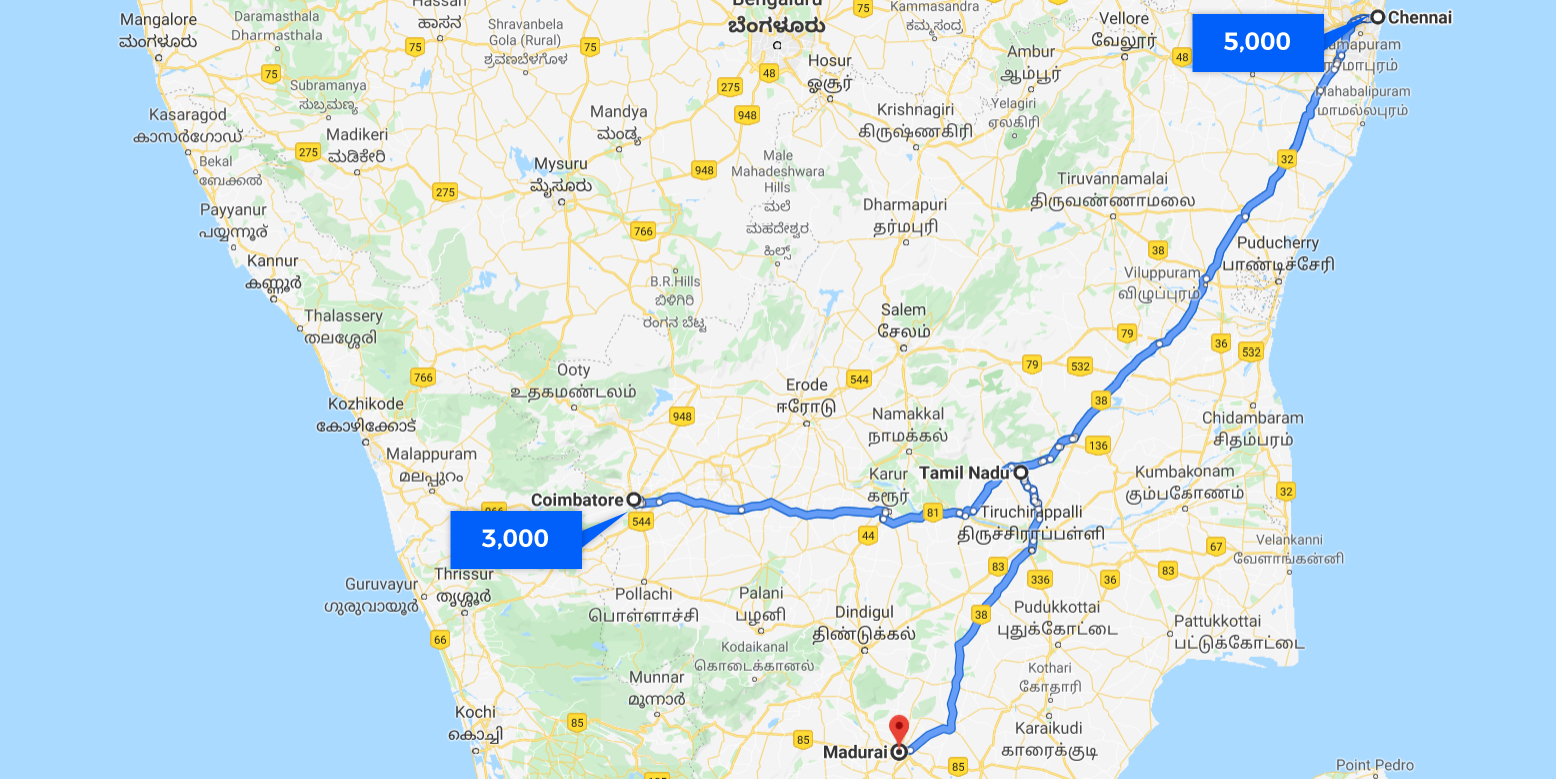 Mangalore
ಮಂಗಳೂರು
Daramasthala
Dharmasthala
ಹಾಸನ
Shravanbela
Gola (Rural)
ಶ್ರವಣಬೆಳಗೊಳ
ಬೆಂಗಳೂರು
Kammasandra
ಕಮ್ಮಸಂದ್ರ
Vellore
வேலூர்
Chennai
5,000
75
75
75
75
48
48
Ambur
ஆம்பூர்
Hosur
ஓசூர்
Mahabalipuram
மாமல்லபுரம்
Subramanya
ಸುಬ್ರಮಣ್ಯ
275
948
Kasaragod
കാസർഗോഡ്
Mandya
ಮಂಡ್ಯ
Krishnagiri
கிருஷ்ணகிரி
Yelagiri
ஏலகிரி
Madikeri
ಮಡಿಕೇರಿ
275
Bekal
ബേക്കൽ
Mysuru
ಮೈಸೂರು
948
Male
Mahadeshwara
Hills
ಮಲೆ
ಮಹದೇಶ್ವರ
ಹಿಲ್ಸ್
32
275
Tiruvannamalai
திருவண்ணாமலை
Payyanur
പയ്യന്നൂര്
766
Dharmapuri
தர்மபுரி
38
Puducherry
பாண்டிச்சேரி
Kannur
കണ്ണൂർ
B.R.Hills
ಬಿಳಿಗಿರಿ
ರಂಗನ ಬೆಟ್ಟ
Viluppuram
விழுப்புரம்
Thalassery
തലശ്ശേരി
Salem
சேலம்
79
36
532
Ooty
உதகமண்டலம்
766
Erode
ஈரோடு
544
79
532
38
Kozhikode
കോഴിക്കോട്
948
Namakkal
நாமக்கல்
Chidambaram
சிதம்பரம்
136
Malappuram
മലപ്പുറം
Karur
கரூர்
Tamil Nadu
Kumbakonam
கும்பகோணம்
Coimbatore
32
966
3,000
544
81
44
Tiruchirappalli
திருச்சிராப்பள்ளி
67
Velankanni
வேளாங்கன்னி
Guruvayur
ഗുരുവായൂർ
Thrissur
തൃശ്ശൂർ
83
336
36
83
Pollachi
பொள்ளாச்சி
Palani
பழனி
Dindigul
திண்டுக்கல்
38
Pudukkottai
புதுக்கோட்டை
Pattukkottai
பட்டுக்கோட்டை
66
Kodaikanal
கொடைக்கானல்
Kothari
கோதாரி
Munnar
മൂന്നാർ
Kochi
കൊച്ചി
85
85
Karaikudi
காரைக்குடி
Madurai
85
Point Pedro